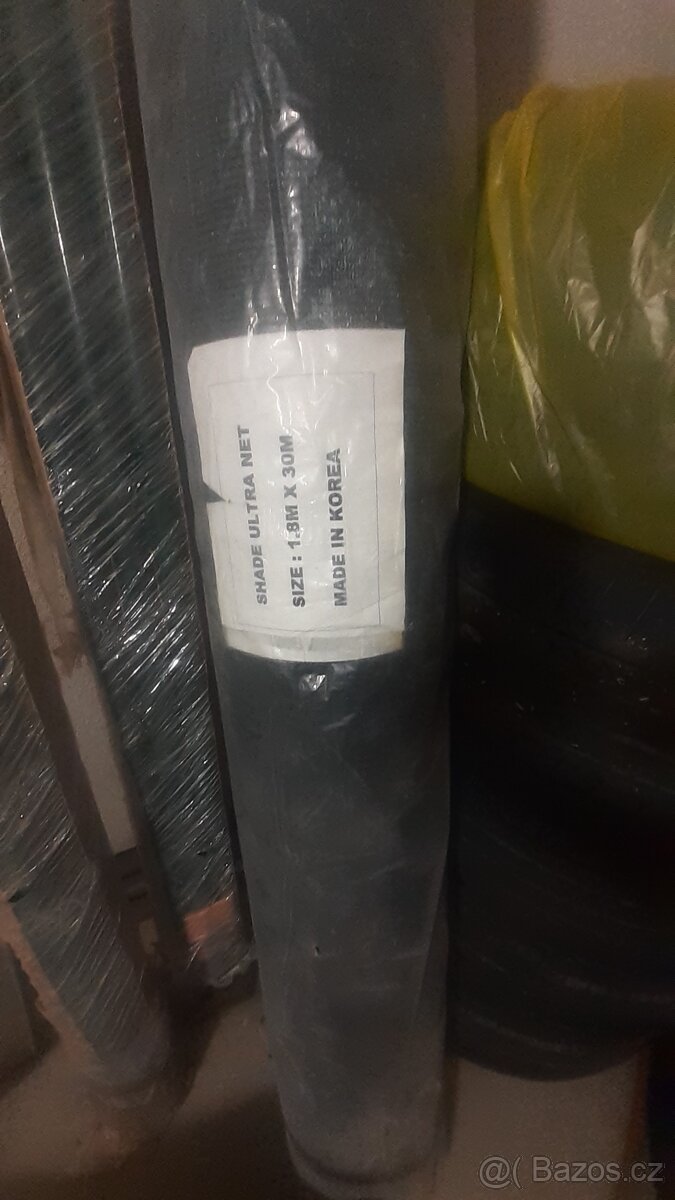 SHADE ULTRA NET
SIZE : 1.8M X 30M
MADE IN KOREA
@( Bazos.cz